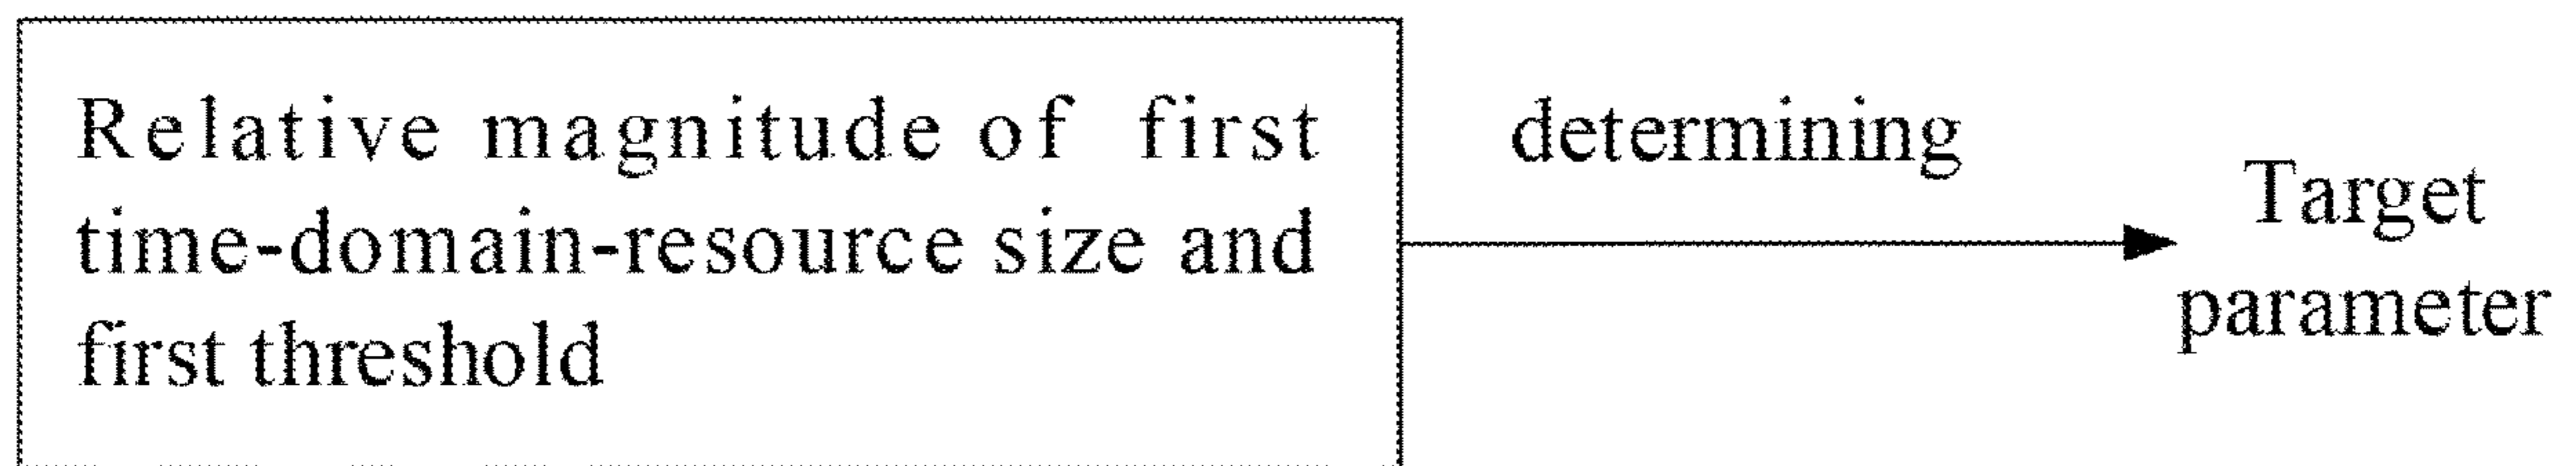 Relative magnitude of first
time-domain-resource size and
first threshold
determining
Target
parameter